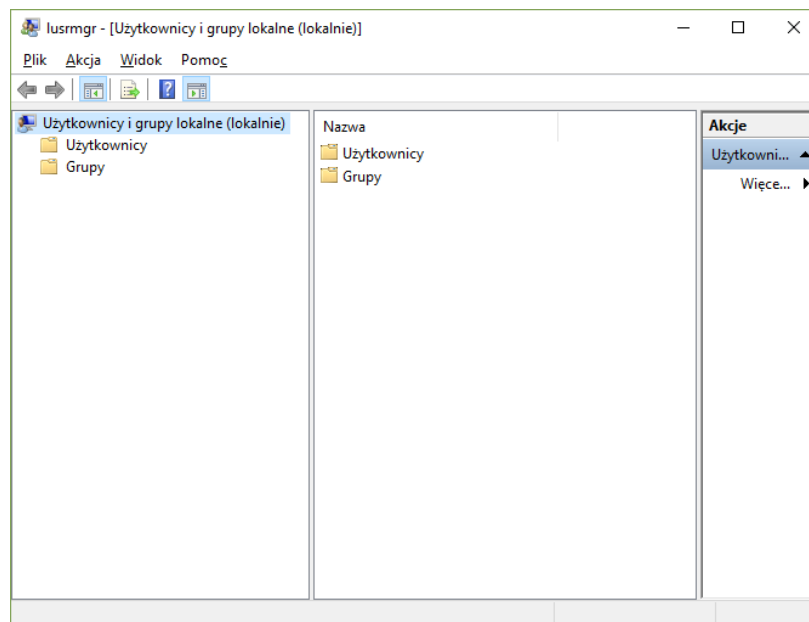 lusrmgr - [Użytkownicy i grupy lokalne (lokalnie)]
Plik Akcja Widok Pomoc
Użytkownicy i grupy lokalne (lokalnie)
Użytkownicy
Grupy
Nazwa
Użytkownicy
Grupy
Akcje
Użytkowni...
Więce...